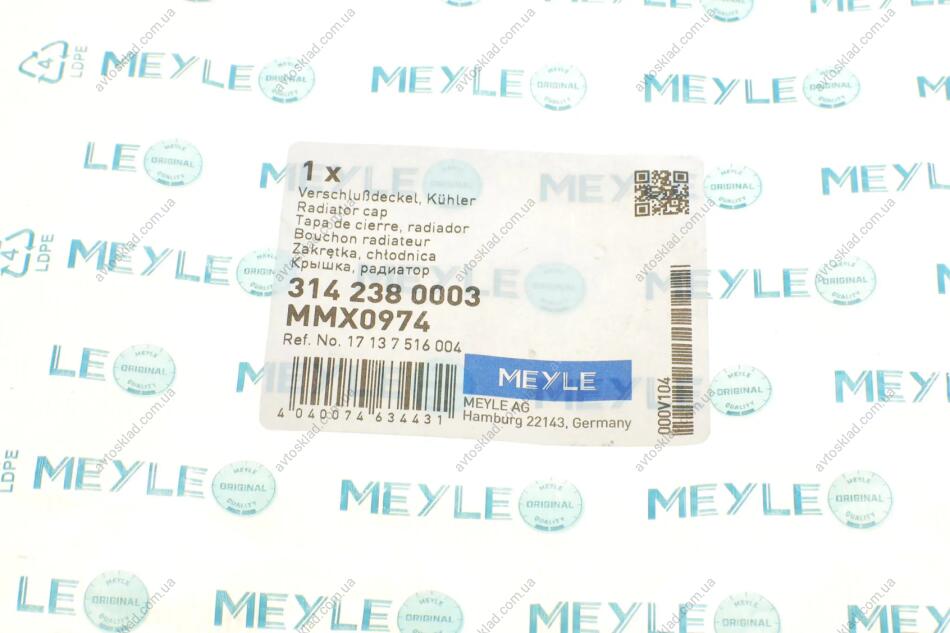 MEYLE ORIGINAL QUALITY
LDPE
1 x
Verschlußdeckel, Kühler
Radiator cap
Tapa de cierre, radiador
Bouchon radiateur
Zakrętka, chłodnica
Крышка, радиатор
314 238 0003
MMX0974
Ref. No. 17 13 7 516 004
4 040074 634431
MEYLE
MEYLE AG
Hamburg 22143, Germany
000V104
avtosklad.com.ua